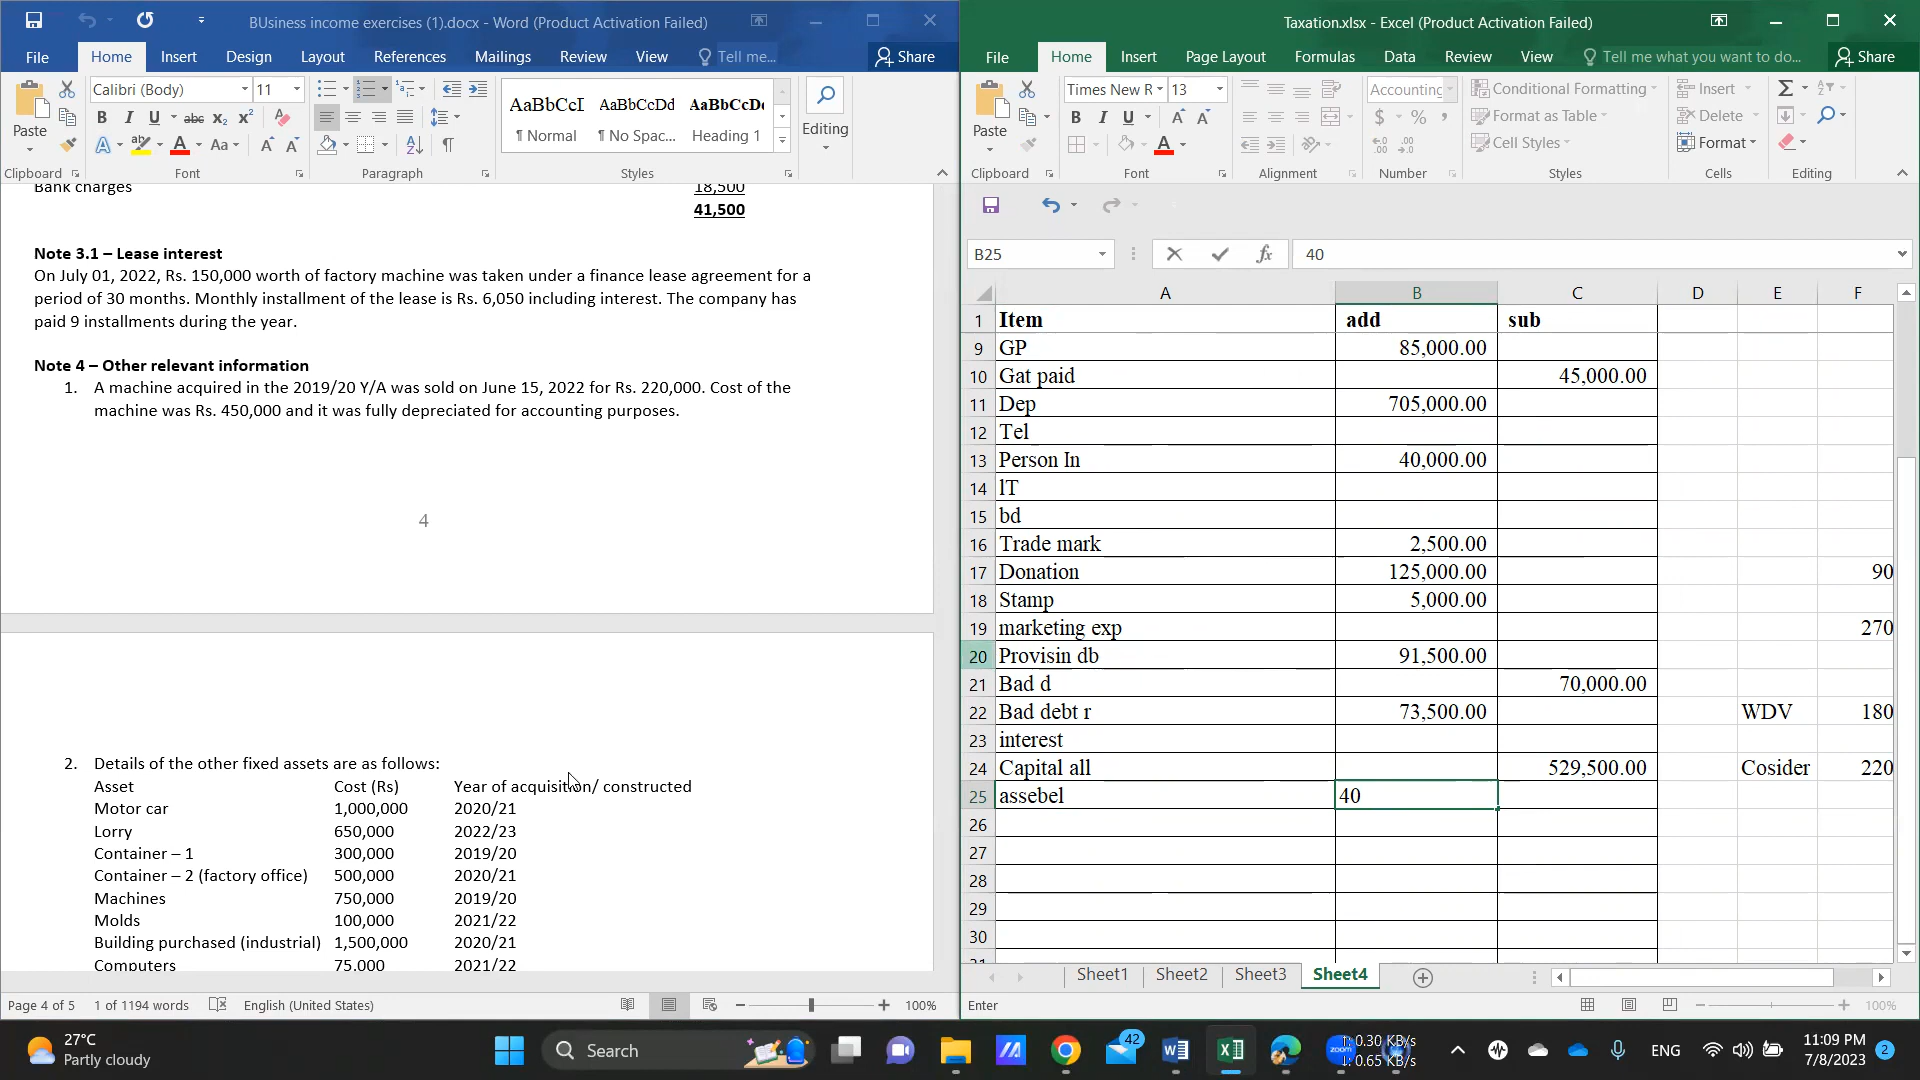 BUsiness income exercises (1).docx - Word (Product Activation Failed)
File Home Insert Design Layout References Mailings Review View Tell me... Share
Calibri (Body) 11
Paste
B I U abc X₂ X²
A aby A Aa A A
AaBbCcI AaBbCcDd AaBbCcDc
¶ Normal ¶ No Spac... Heading 1
Editing
Clipboard Font Paragraph Styles
Bank charges 18,500
41,500
Note 3.1 – Lease interest
On July 01, 2022, Rs. 150,000 worth of factory machine was taken under a finance lease agreement for a
period of 30 months. Monthly installment of the lease is Rs. 6,050 including interest. The company has
paid 9 installments during the year.
Note 4 – Other relevant information
1. A machine acquired in the 2019/20 Y/A was sold on June 15, 2022 for Rs. 220,000. Cost of the
machine was Rs. 450,000 and it was fully depreciated for accounting purposes.
4
2. Details of the other fixed assets are as follows:
Asset Cost (Rs) Year of acquisition/ constructed
Motor car 1,000,000 2020/21
Lorry 650,000 2022/23
Container – 1 300,000 2019/20
Container – 2 (factory office) 500,000 2020/21
Machines 750,000 2019/20
Molds 100,000 2021/22
Building purchased (industrial) 1,500,000 2020/21
Computers 75,000 2021/22
Page 4 of 5 1 of 1194 words English (United States) 100%
Taxation.xlsx - Excel (Product Activation Failed)
File Home Insert Page Layout Formulas Data Review View Tell me what you want to do... Share
Times New R 13
Paste
B I U A A
Accounting
$ % ,
Conditional Formatting
Format as Table
Cell Styles
Insert
Delete
Format
Clipboard Font Alignment Number Styles Cells Editing
B25 fx 40
A B C D E F
1 Item add sub
9 GP 85,000.00
10 Gat paid 45,000.00
11 Dep 705,000.00
12 Tel
13 Person In 40,000.00
14 lT
15 bd
16 Trade mark 2,500.00
17 Donation 125,000.00 90
18 Stamp 5,000.00
19 marketing exp 270
20 Provisin db 91,500.00
21 Bad d 70,000.00
22 Bad debt r 73,500.00 WDV 180
23 interest
24 Capital all 529,500.00 Cosider 220
25 assebel 40
26
27
28
29
30
31
Sheet1 Sheet2 Sheet3 Sheet4
Enter 100%
27°C
Partly cloudy
Search
42
zoom
0.30 KB/s
0.65 KB/s
ENG
11:09 PM
7/8/2023
2